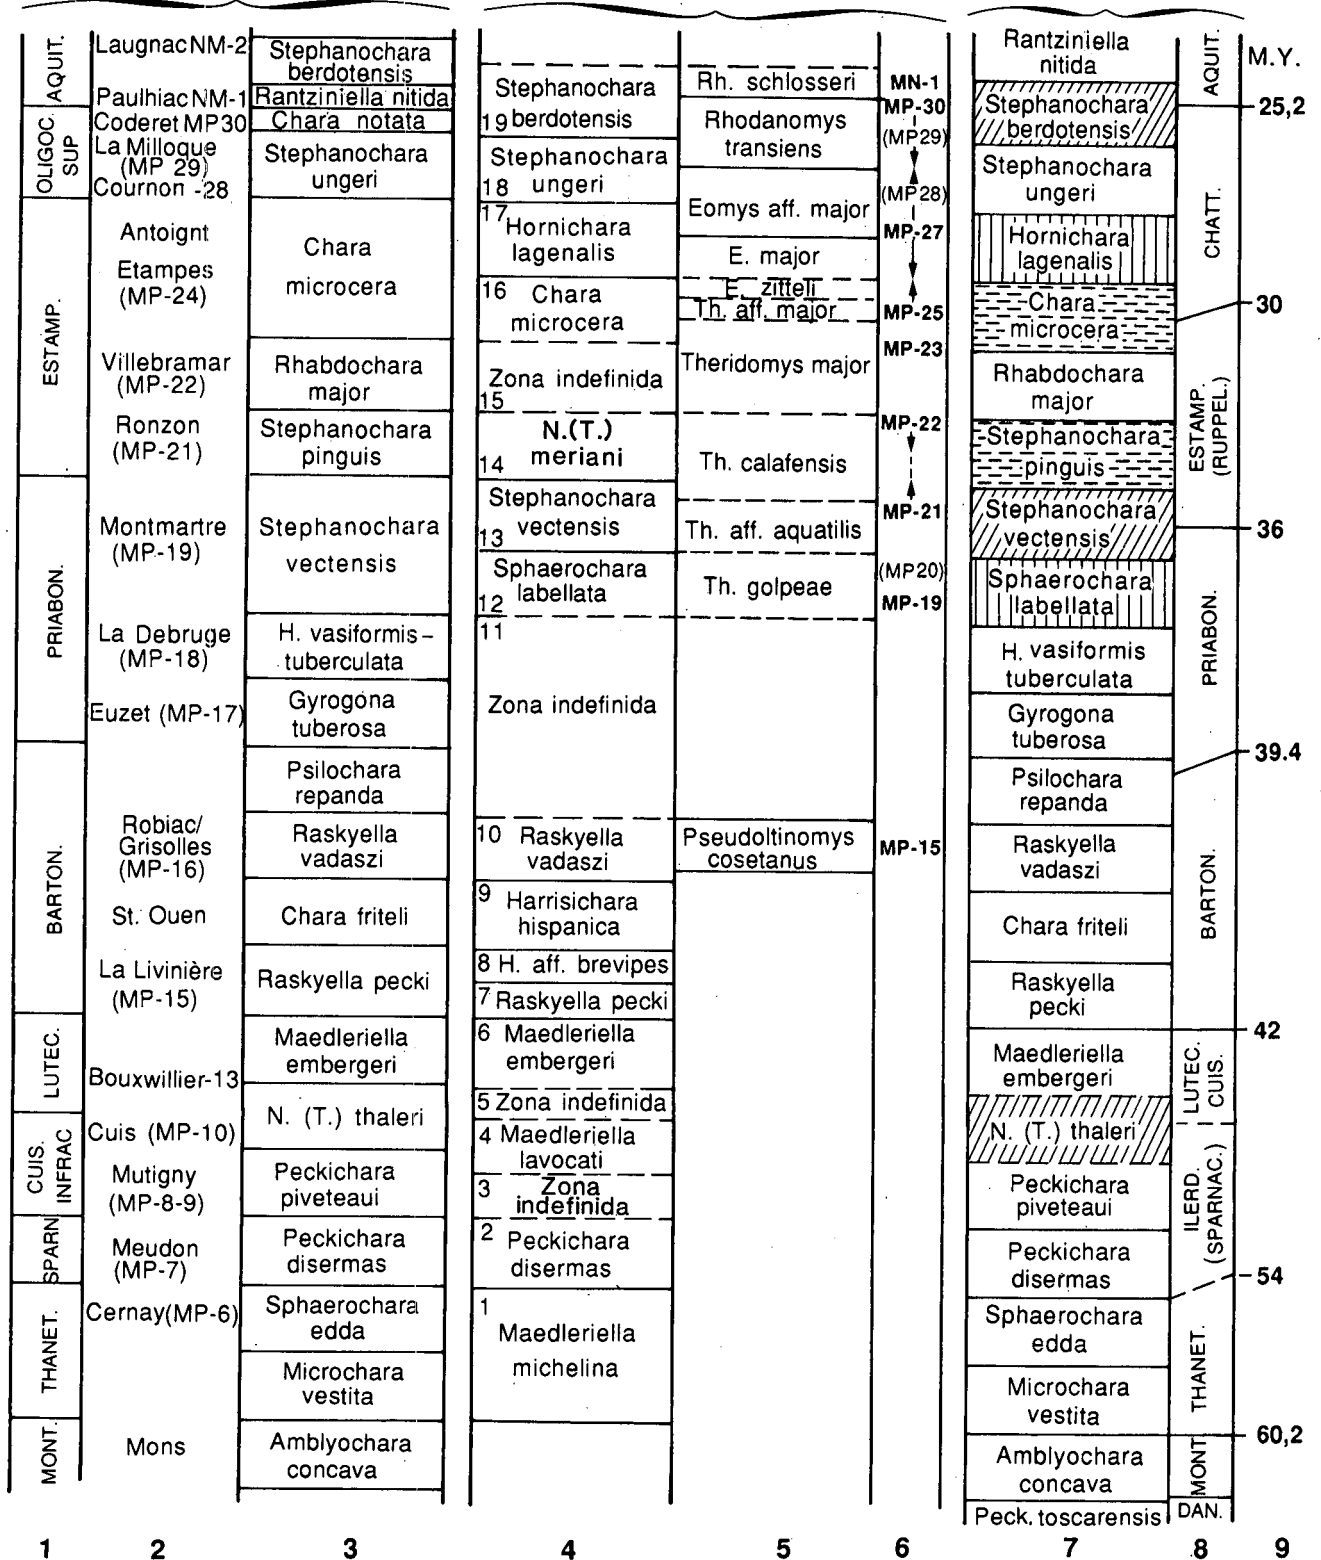 AQUIT.
OLIGOC.
SUP
ESTAMP.
PRIABON.
BARTON.
LUTEC.
CUIS.
INFRAC
SPARN
THANET.
MONT.
Laugnac NM-2
Paulhiac NM-1
Coderet MP30
La Milloque
(MP 29)
Cournon -28
Antoignt
Etampes
(MP-24)
Villebramar
(MP-22)
Ronzon
(MP-21)
Montmartre
(MP-19)
La Debruge
(MP-18)
Euzet (MP-17)
Robiac/
Grisolles
(MP-16)
St. Ouen
La Livinière
(MP-15)
Bouxwillier-13
Cuis (MP-10)
Mutigny
(MP-8-9)
Meudon
(MP-7)
Cernay(MP-6)
Mons
Stephanochara
berdotensis
Rantziniella nitida
Chara notata
Stephanochara
ungeri
Chara
microcera
Rhabdochara
major
Stephanochara
pinguis
Stephanochara
vectensis
H. vasiformis–
tuberculata
Gyrogona
tuberosa
Psilochara
repanda
Raskyella
vadaszi
Chara friteli
Raskyella pecki
Maedleriella
embergeri
N. (T.) thaleri
Peckichara
piveteaui
Peckichara
disermas
Sphaerochara
edda
Microchara
vestita
Amblyochara
concava
Stephanochara
19 berdotensis
Stephanochara
18 ungeri
17
Hornichara
lagenalis
16 Chara
microcera
Zona indefinida
15
N.(T.)
14 meriani
Stephanochara
13 vectensis
Sphaerochara
12 labellata
11
Zona indefinida
10 Raskyella
vadaszi
9 Harrisichara
hispanica
8 H. aff. brevipes
7 Raskyella pecki
6 Maedleriella
embergeri
5 Zona indefinida
4 Maedleriella
lavocati
3 Zona
indefinida
2 Peckichara
disermas
1
Maedleriella
michelina
Rh. schlosseri
Rhodanomys
transiens
Eomys aff. major
E. major
E. zitteli
Th. aff. major
Theridomys major
Th. calafensis
Th. aff. aquatilis
Th. golpeae
Pseudoltinomys
cosetanus
MN-1
MP-30
(MP29)
(MP28)
MP-27
MP-25
MP-23
MP-22
MP-21
(MP20)
MP-19
MP-15
Rantziniella
nitida
Stephanochara
berdotensis
Stephanochara
ungeri
Hornichara
lagenalis
Chara
microcera
Rhabdochara
major
Stephanochara
pinguis
Stephanochara
vectensis
Sphaerochara
labellata
H. vasiformis
tuberculata
Gyrogona
tuberosa
Psilochara
repanda
Raskyella
vadaszi
Chara friteli
Raskyella
pecki
Maedleriella
embergeri
N. (T.) thaleri
Peckichara
piveteaui
Peckichara
disermas
Sphaerochara
edda
Microchara
vestita
Amblyochara
concava
Peck. toscarensis
AQUIT.
CHATT.
ESTAMP.
(RUPPEL.)
PRIABON.
BARTON.
LUTEC.
CUIS.
ILERD.
(SPARNAC.)
THANET.
MONT
DAN.
M.Y.
25,2
30
36
39.4
42
54
60,2
1 2 3 4 5 6 7 8 9